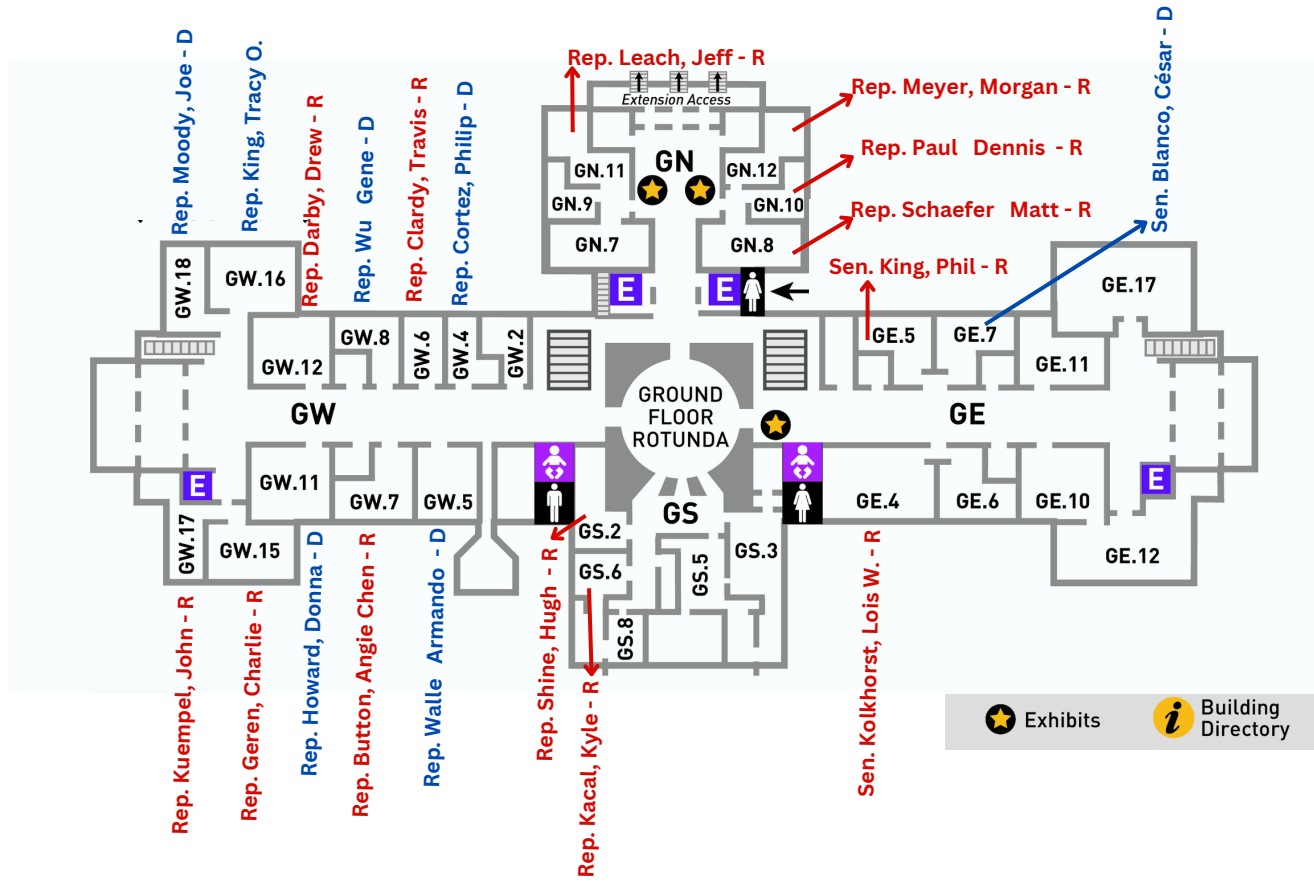 Rep. Moody, Joe - D
Rep. King, Tracy O.
Rep. Darby, Drew - R
Rep. Wu Gene - D
Rep. Clardy, Travis - R
Rep. Cortez, Philip - D
Rep. Leach, Jeff - R
Extension Access
Rep. Meyer, Morgan - R
Rep. Paul Dennis - R
Rep. Schaefer Matt - R
Sen. King, Phil - R
Sen. Blanco, César - D
GN
GN.11
GN.12
GN.9
GN.10
GN.7
GN.8
E
E
GW.18
GW.16
GW.12
GW.8
GW.6
GW.4
GW.2
GE.5
GE.7
GE.11
GE.17
GW
GROUND
FLOOR
ROTUNDA
GE
E
GW.11
GW.7
GW.5
GW.17
GW.15
GS
GS.2
GS.6
GS.8
GS.5
GS.3
GE.4
GE.6
GE.10
GE.12
E
Rep. Kuempel, John - R
Rep. Geren, Charlie - R
Rep. Howard, Donna - D
Rep. Button, Angie Chen - R
Rep. Walle Armando - D
Rep. Shine, Hugh - R
Rep. Kacal, Kyle - R
Sen. Kolkhorst, Lois W. - R
Exhibits
i
Building
Directory